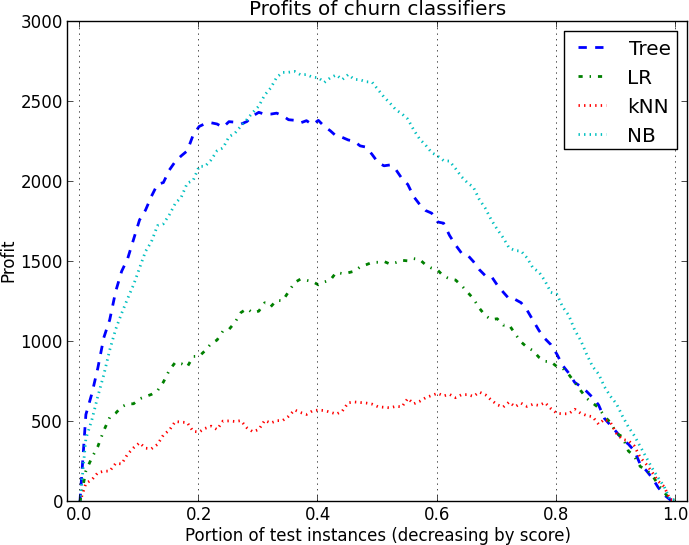 Profits of churn classifiers
3000
2500
2000
1500
1000
500
0
Profit
Tree
LR
kNN
NB
0.0 0.2 0.4 0.6 0.8 1.0
Portion of test instances (decreasing by score)